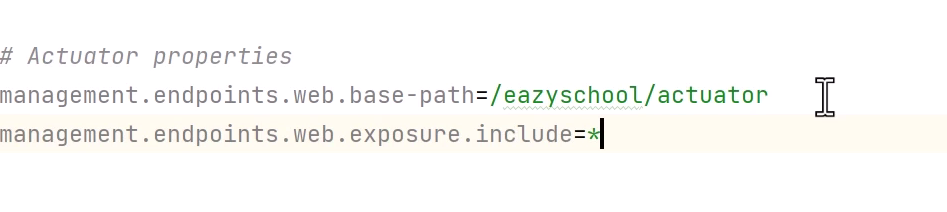 # Actuator properties
management.endpoints.web.base-path=/eazyschool/actuator
management.endpoints.web.exposure.include=*